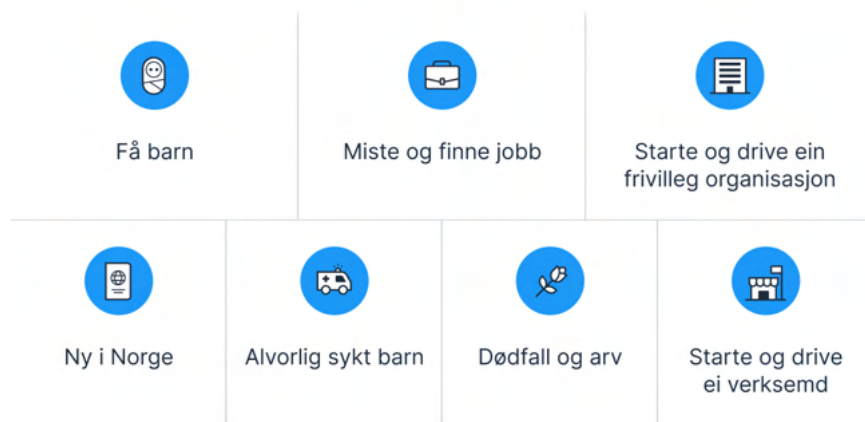 Få barn
Miste og finne jobb
Starte og drive ein
frivilleg organisasjon
Ny i Norge
Alvorlig sykt barn
Dødfall og arv
Starte og drive
ei verksemd